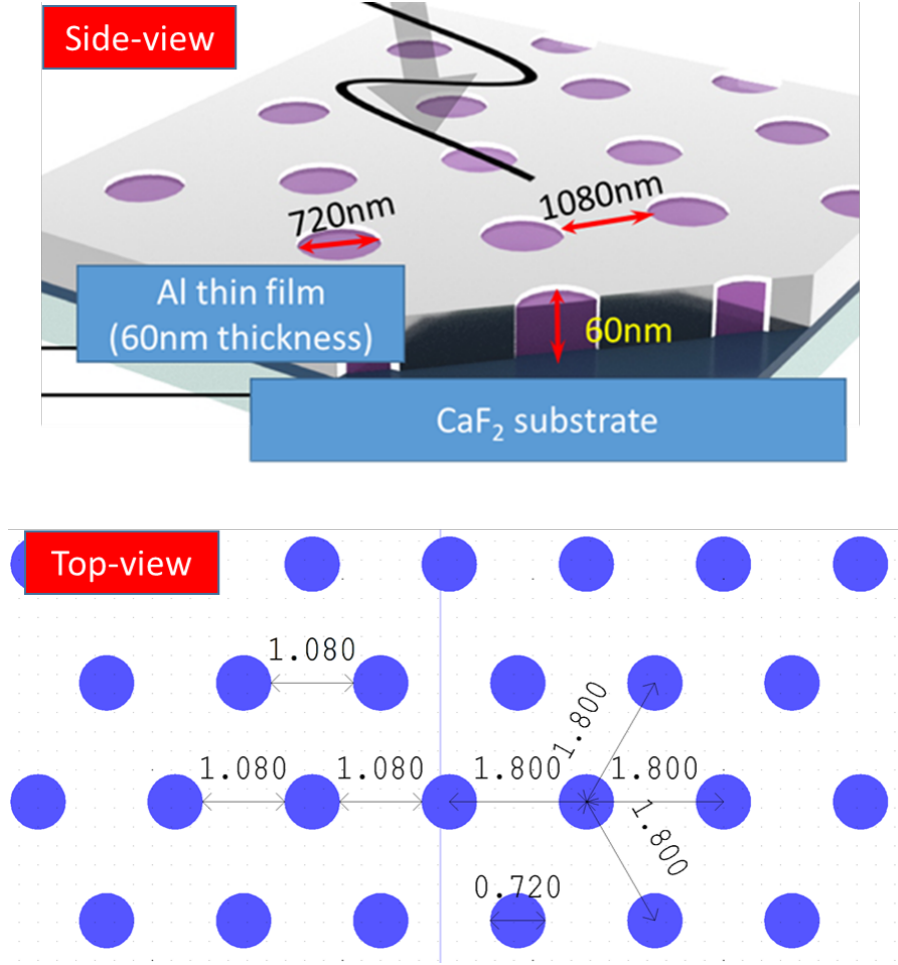 Side-view
720nm
1080nm
Al thin film
(60nm thickness)
60nm
CaF₂ substrate
Top-view
1.080
1.800
1.080
1.080
1.800
1.800
1.800
0.720